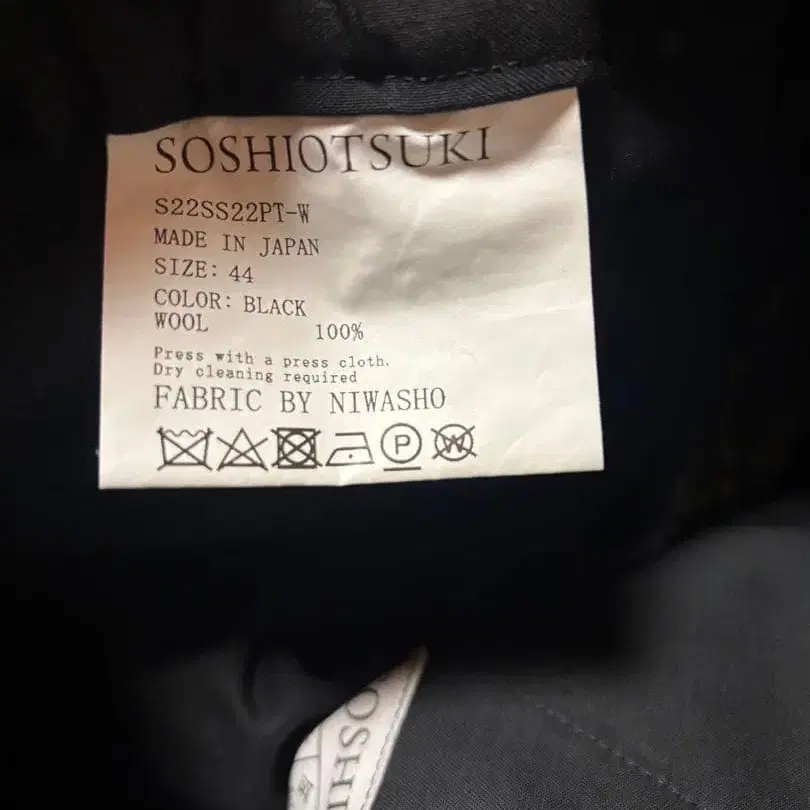 SOSHIOTSUKI
S22SS22PT-W
MADE IN JAPAN
SIZE: 44
COLOR: BLACK
WOOL 100%
Press with a press cloth.
Dry cleaning required
FABRIC BY NIWASHO
P W
OSHI